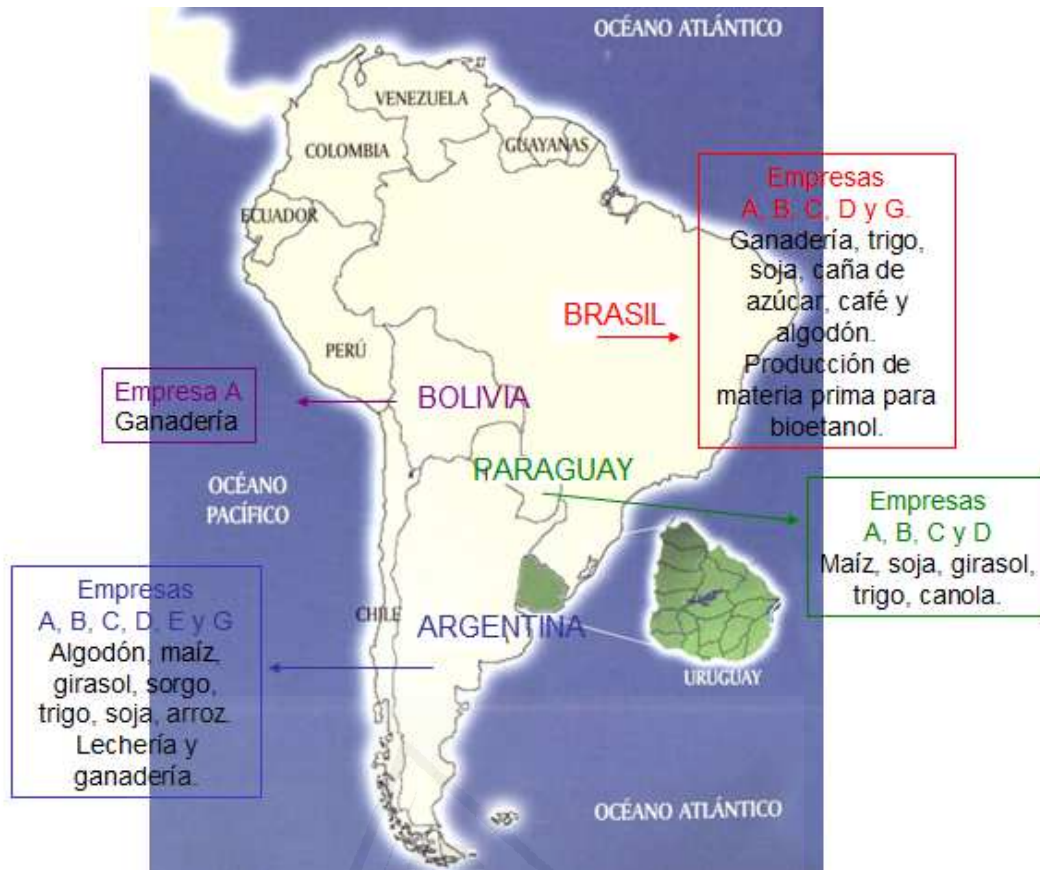 OCÉANO ATLÁNTICO
VENEZUELA
GUAYANAS
COLOMBIA
ECUADOR
Empresas
A, B, C, D y G.
Ganadería, trigo,
soja, caña de
azúcar, café y
algodón.
Producción de
materia prima para
bioetanol.
BRASIL
PERÚ
Empresa A
Ganadería
BOLIVIA
PARAGUAY
OCÉANO
PACÍFICO
Empresas
A, B, C y D
Maíz, soja, girasol,
trigo, canola.
Empresas
A, B, C, D, E y G
Algodón, maíz,
girasol, sorgo,
trigo, soja, arroz.
Lechería y
ganadería.
CHILE
ARGENTINA
URUGUAY
OCÉANO ATLÁNTICO